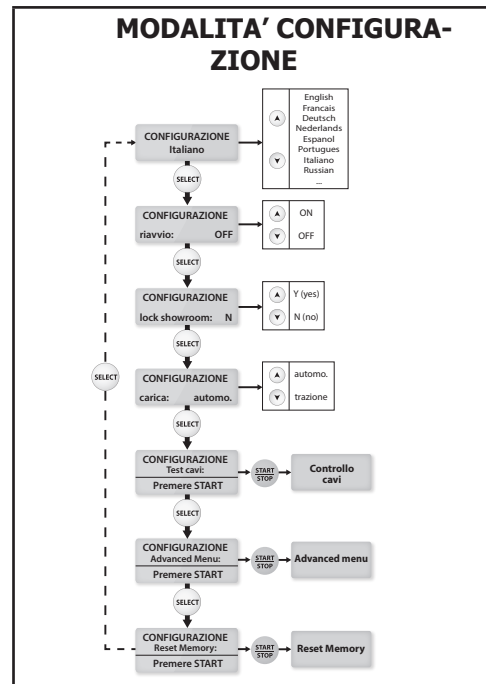 MODALITA’ CONFIGURA-
ZIONE
CONFIGURAZIONE
Italiano
English
Francais
Deutsch
Nederlands
Espanol
Portugues
Italiano
Russian
...
SELECT
CONFIGURAZIONE
riavvio: OFF
ON
OFF
SELECT
CONFIGURAZIONE
lock showroom: N
Y (yes)
N (no)
SELECT
SELECT
CONFIGURAZIONE
carica: automo.
automo.
trazione
SELECT
CONFIGURAZIONE
Test cavi:
Premere START
START
STOP
Controllo
cavi
SELECT
CONFIGURAZIONE
Advanced Menu:
Premere START
START
STOP
Advanced menu
SELECT
CONFIGURAZIONE
Reset Memory:
Premere START
START
STOP
Reset Memory